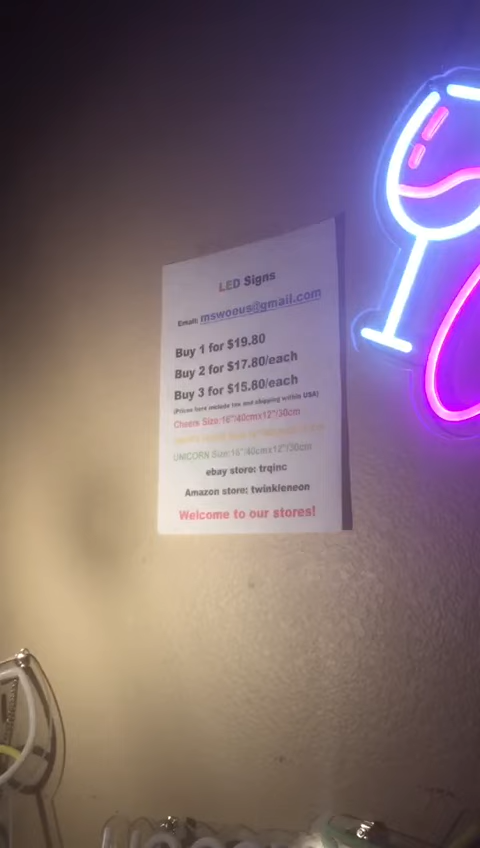 LED Signs
Email: mswoeus@gmail.com
Buy 1 for $19.80
Buy 2 for $17.80/each
Buy 3 for $15.80/each
(Prices here include tax and shipping within USA)
Cheers Size:16"/40cmx12"/30cm
UNICORN Size:16"/40cmx12"/30cm
ebay store: trqinc
Amazon store: twinkleneon
Welcome to our stores!